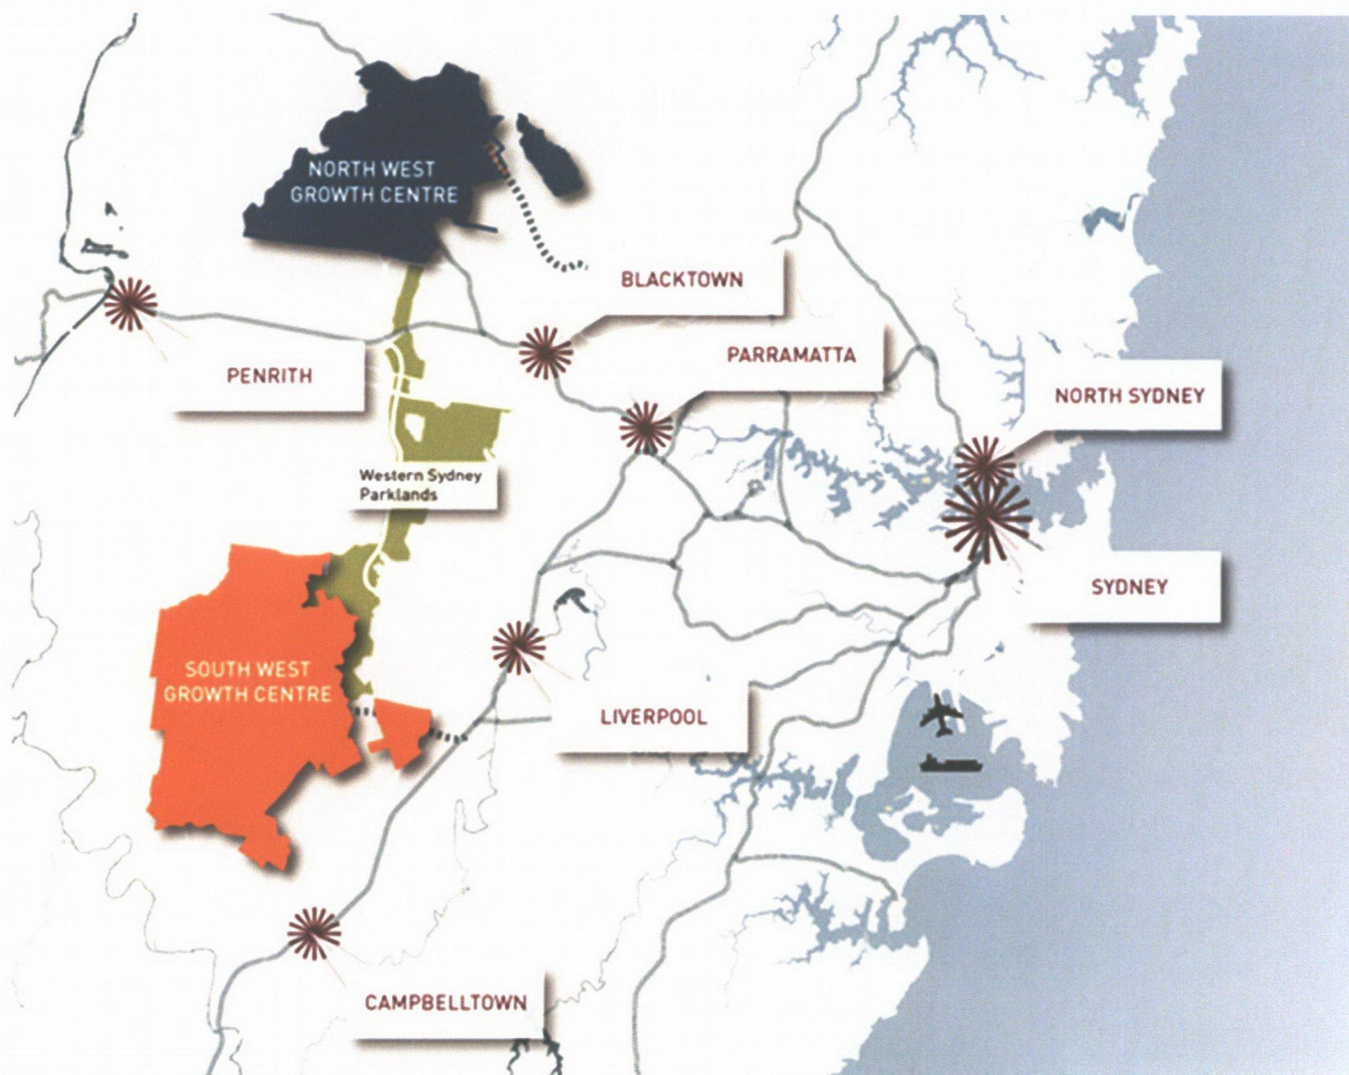 NORTH WEST
GROWTH CENTRE
BLACKTOWN
PARRAMATTA
PENRITH
NORTH SYDNEY
Western Sydney
Parklands
SYDNEY
SOUTH WEST
GROWTH CENTRE
LIVERPOOL
CAMPBELLTOWN